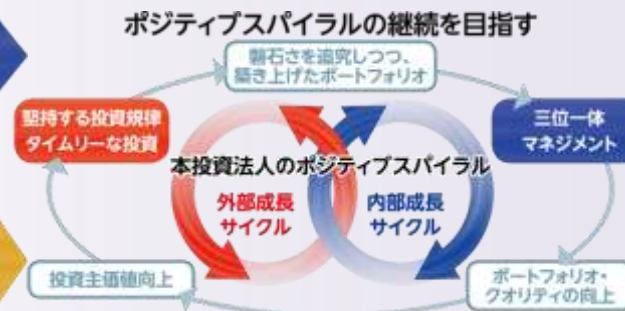 ポジティブスパイラルの継続を目指す
磐石さを追究しつつ、
築き上げたポートフォリオ
堅持する投資規律
タイムリーな投資
三位一体
マネジメント
本投資法人のポジティブスパイラル
外部成長
サイクル
内部成長
サイクル
投資主価値向上
ポートフォリオ・
クオリティの向上